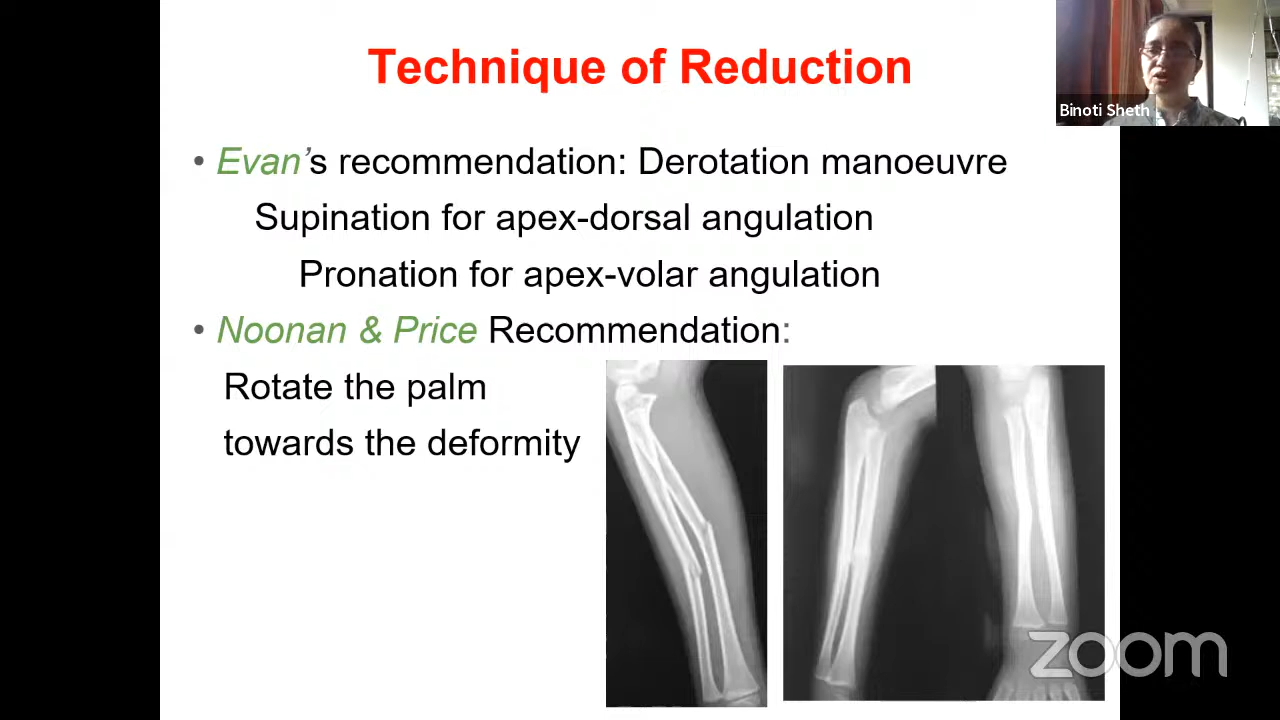 Technique of Reduction
Binoti Sheth
• Evan's recommendation: Derotation manoeuvre
Supination for apex-dorsal angulation
Pronation for apex-volar angulation
• Noonan & Price Recommendation:
Rotate the palm
towards the deformity
zoom